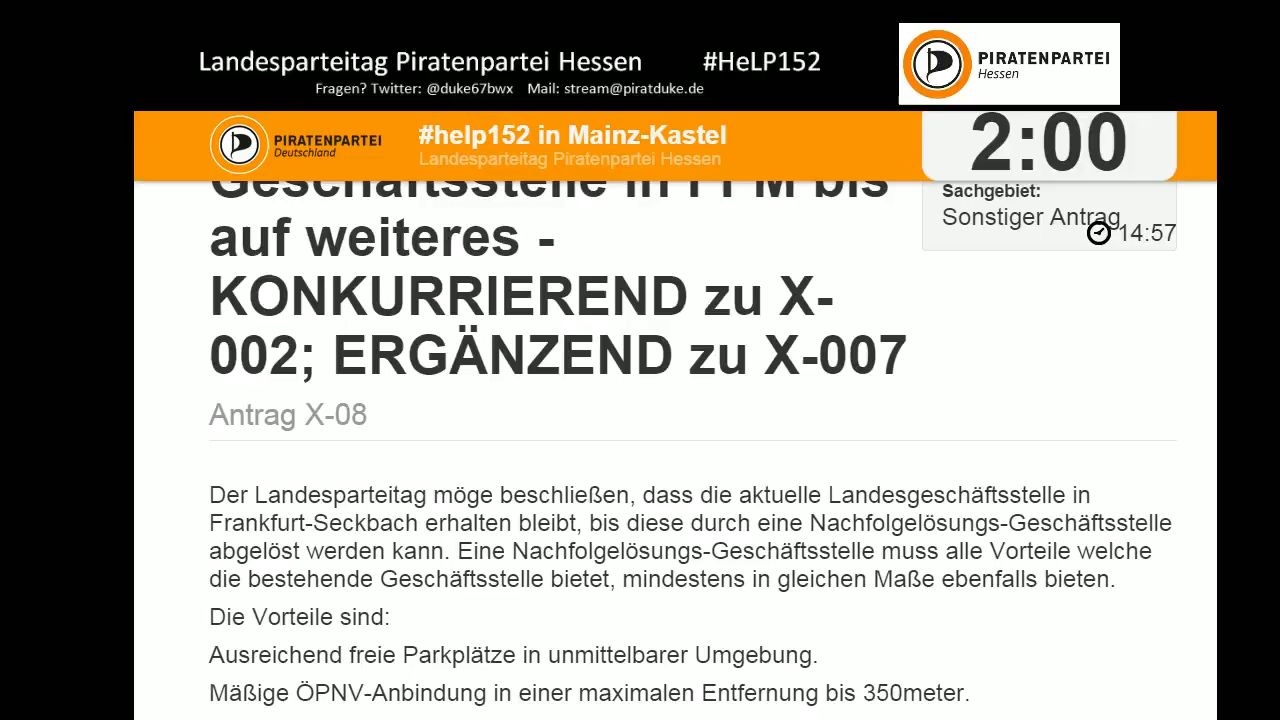 Landesparteitag Piratenpartei Hessen #HeLP152
Fragen? Twitter: @duke67bwx Mail: stream@piratduke.de
PIRATENPARTEI
Hessen
PIRATENPARTEI
Deutschland
#help152 in Mainz-Kastel
Landesparteitag Piratenpartei Hessen
2:00
Sachgebiet:
Sonstiger Antrag
14:57
Geschäftsstelle in FFM bis
auf weiteres -
KONKURRIEREND zu X-
002; ERGÄNZEND zu X-007
Antrag X-08
Der Landesparteitag möge beschließen, dass die aktuelle Landesgeschäftsstelle in
Frankfurt-Seckbach erhalten bleibt, bis diese durch eine Nachfolgelösungs-Geschäftsstelle
abgelöst werden kann. Eine Nachfolgelösungs-Geschäftsstelle muss alle Vorteile welche
die bestehende Geschäftsstelle bietet, mindestens in gleichen Maße ebenfalls bieten.
Die Vorteile sind:
Ausreichend freie Parkplätze in unmittelbarer Umgebung.
Mäßige ÖPNV-Anbindung in einer maximalen Entfernung bis 350meter.